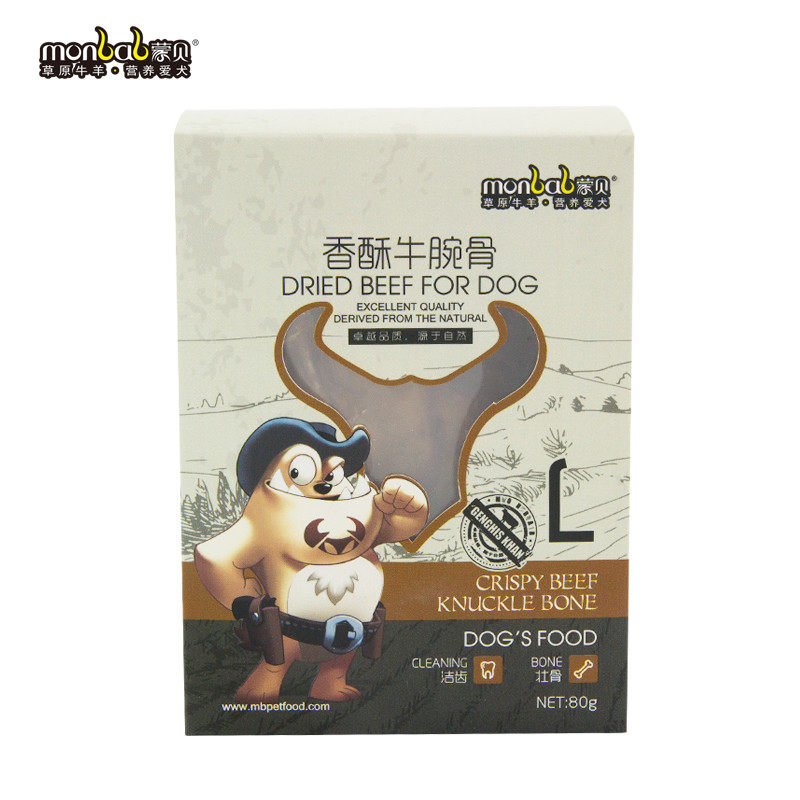 monbab蒙贝®
草原牛羊·营养爱犬
monbab蒙贝®
草原牛羊·营养爱犬
香酥牛腕骨
DRIED BEEF FOR DOG
EXCELLENT QUALITY
DERIVED FROM THE NATURAL
卓越品质，源于自然
L
GENGHIS KHAN
CRISPY BEEF
KNUCKLE BONE
DOG'S FOOD
CLEANING BONE
洁齿 壮骨
www.mbpetfood.com
NET:80g